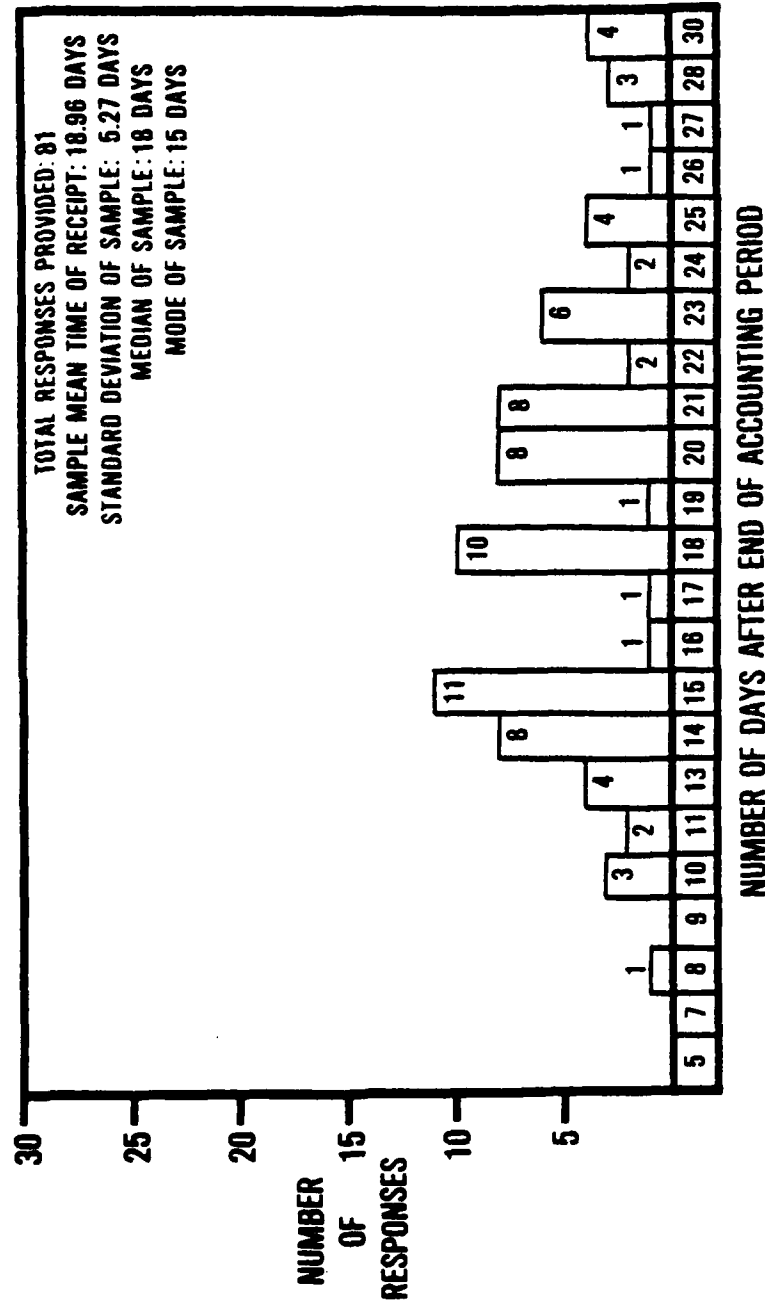 TOTAL RESPONSES PROVIDED: 81
SAMPLE MEAN TIME OF RECEIPT: 18.96 DAYS
STANDARD DEVIATION OF SAMPLE: 5.27 DAYS
MEDIAN OF SAMPLE: 18 DAYS
MODE OF SAMPLE: 15 DAYS
30
25
20
15
10
5
NUMBER
OF
RESPONSES
1 3 2 4 8 11 1 1 10 1 8 8 2 6 2 4 1 1 3 4
5 7 8 9 10 11 13 14 15 16 17 18 19 20 21 22 23 24 25 26 27 28 30
NUMBER OF DAYS AFTER END OF ACCOUNTING PERIOD